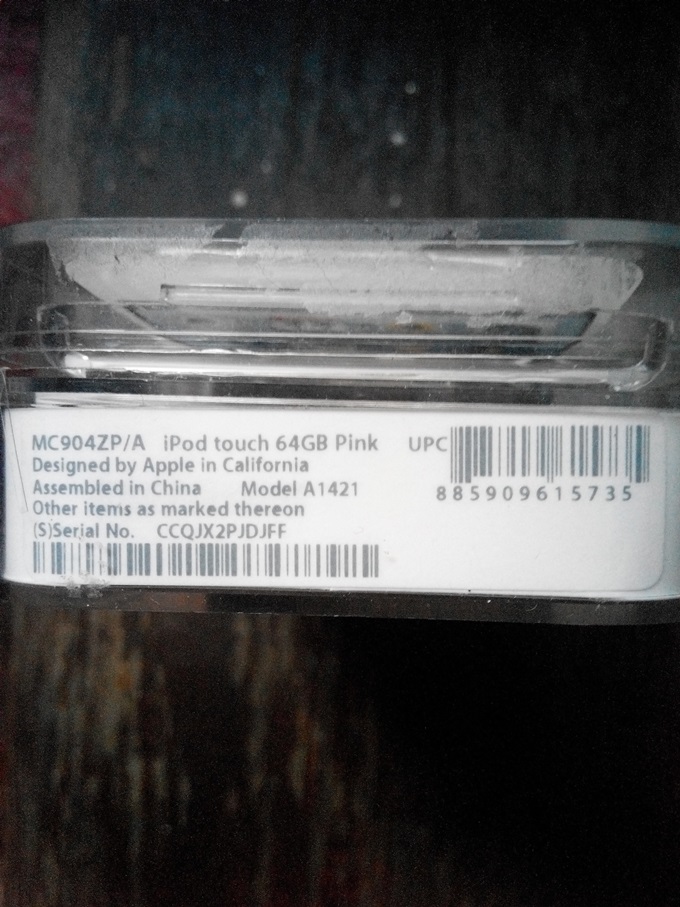 MC904ZP/A iPod touch 64GB Pink UPC
Designed by Apple in California
Assembled in China Model A1421
885909615735
Other items as marked thereon
(S)Serial No. CCQJX2PJDJFF